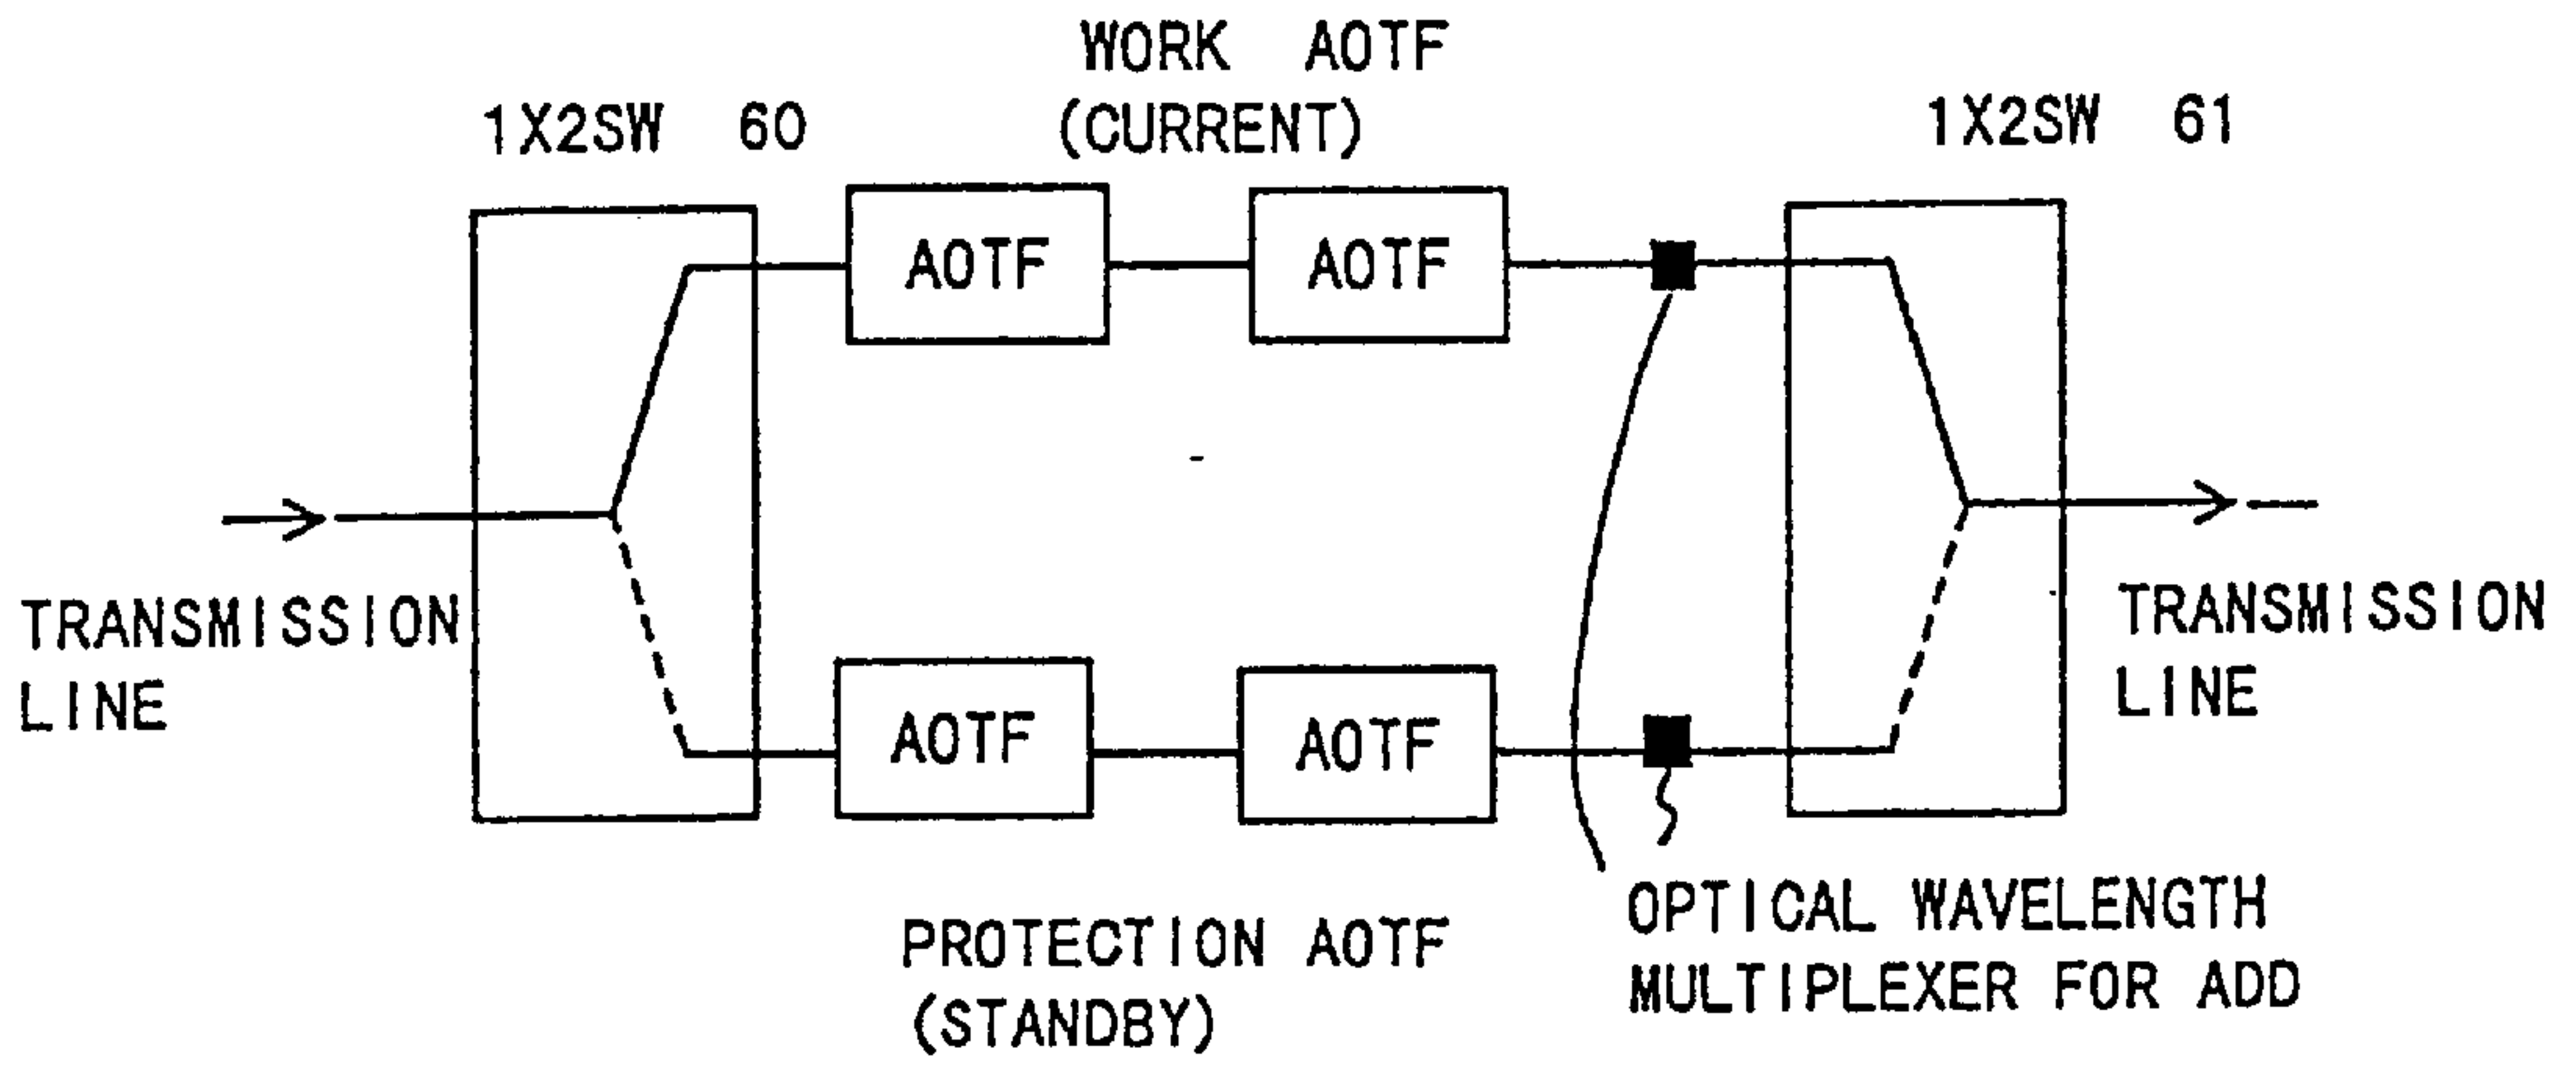 WORK AOTF
(CURRENT)
1X2SW 60
1X2SW 61
AOTF
AOTF
TRANSMISSION
LINE
TRANSMISSION
LINE
AOTF
AOTF
PROTECTION AOTF
(STANDBY)
OPTICAL WAVELENGTH
MULTIPLEXER FOR ADD